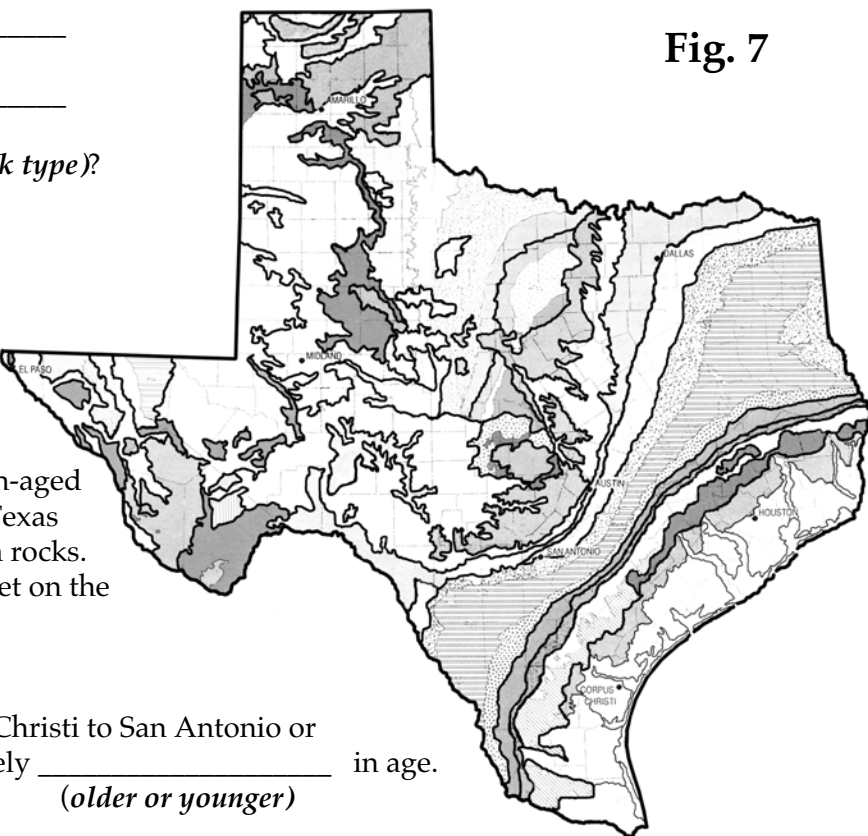 Fig. 7
k type)?
AMARILLO
DALLAS
MIDLAND
EL PASO
n-aged
Texas
n rocks.
et on the
AUSTIN
HOUSTON
SAN ANTONIO
CORPUS
CHRISTI
Christi to San Antonio or
ely ______________________ in age.
(older or younger)